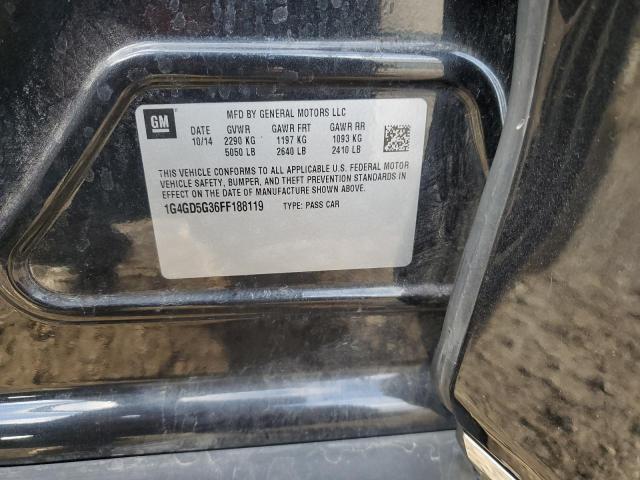 GM
MFD BY GENERAL MOTORS LLC
DATE GVWR GAWR FRT GAWR RR
10/14 2290 KG 1197 KG 1093 KG
5050 LB 2640 LB 2410 LB
THIS VEHICLE CONFORMS TO ALL APPLICABLE U.S. FEDERAL MOTOR
VEHICLE SAFETY, BUMPER, AND THEFT PREVENTION STANDARDS IN
EFFECT ON THE DATE OF MANUFACTURE SHOWN ABOVE.
1G4GD5G36FF188119 TYPE: PASS CAR